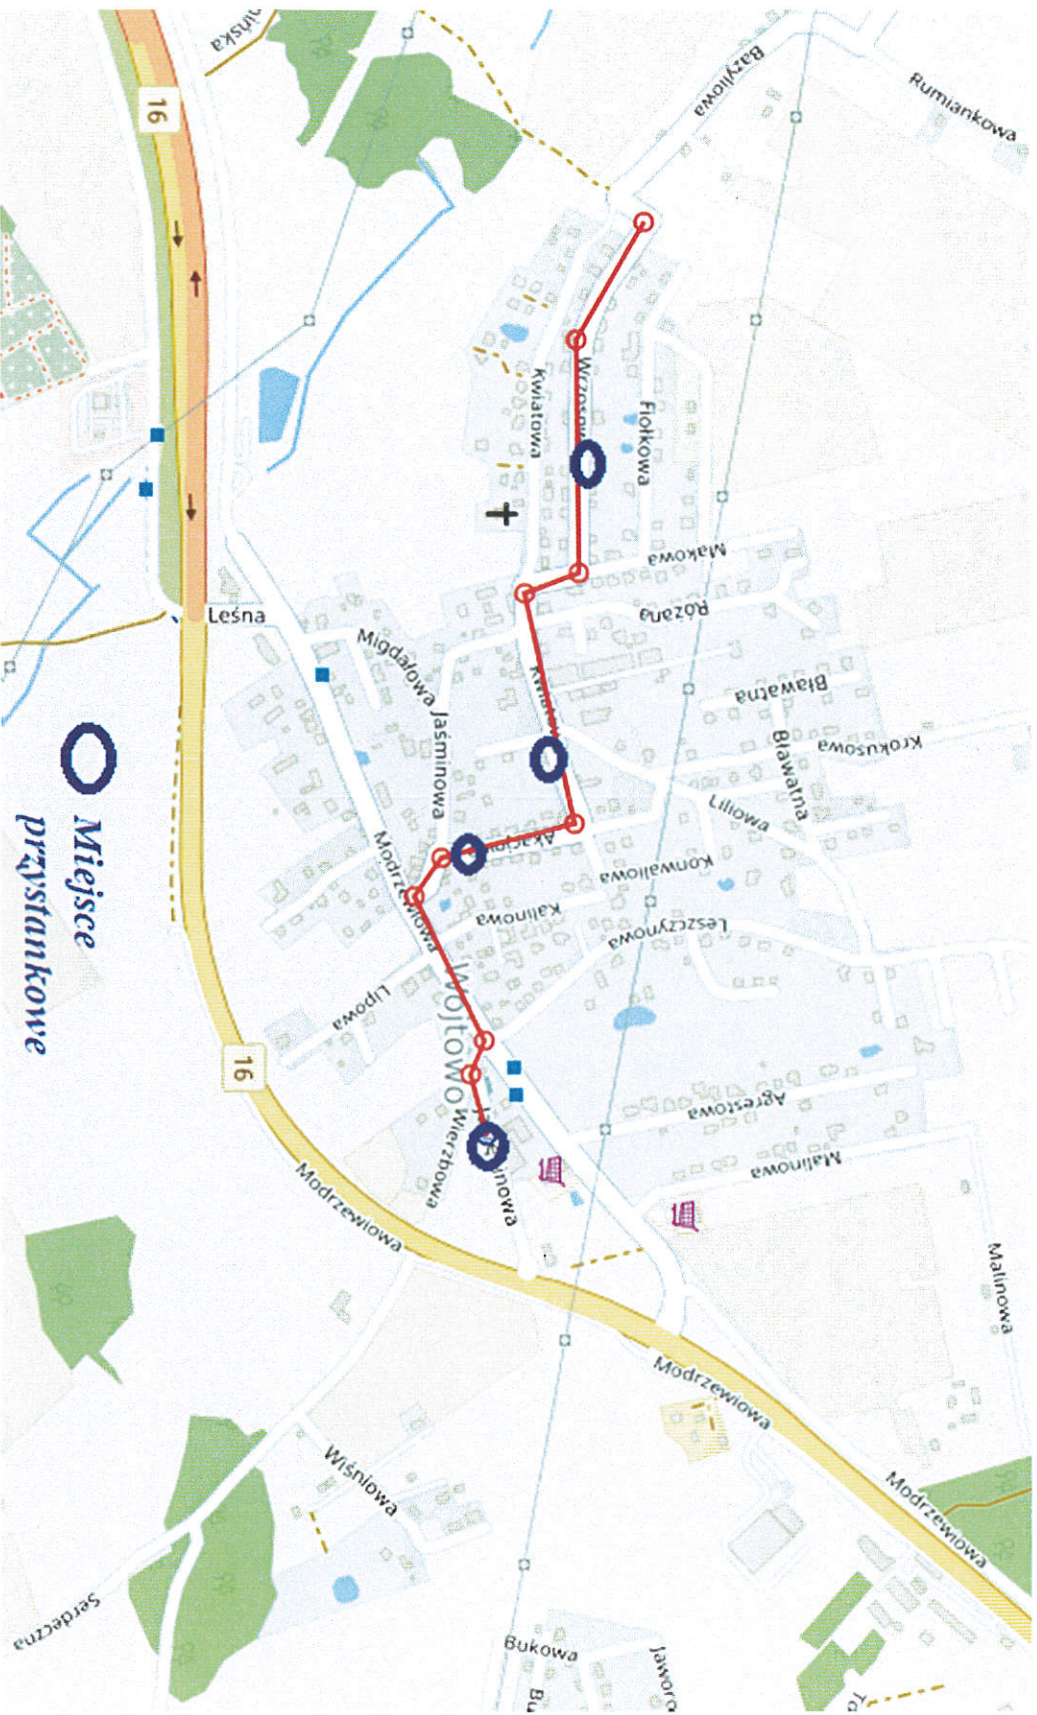 Rumiankowa
Bazyliowa
16
Fiołkowa
Kwiatowa
Makowa
Różana
Leśna
Migdałowa
Jaśminowa
Bławatna
Bławatna
Krokusowa
Liliowa
Konwaliowa
Kalinowa
Leszczynowa
Modrzewiowa
Lipowa
Wójtowo
Wierzbowa
Agrestowa
Malinowa
Malinowa
16
Modrzewiowa
Modrzewiowa
Modrzewiowa
Wiśniowa
Serdeczna
Bukowa
Miejsce
przystankowe